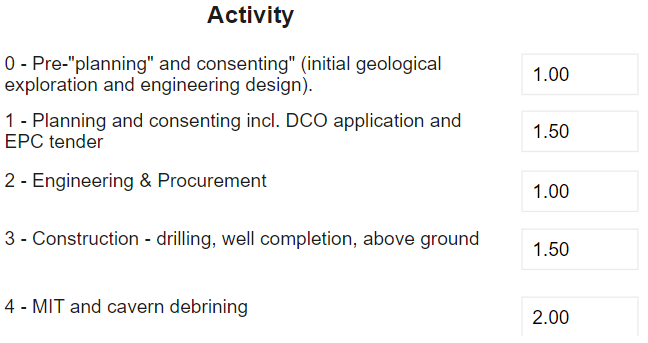 Activity
0 - Pre-"planning" and consenting" (initial geological
exploration and engineering design).
1.00
1 - Planning and consenting incl. DCO application and
EPC tender
1.50
2 - Engineering & Procurement
1.00
3 - Construction - drilling, well completion, above ground
1.50
4 - MIT and cavern debrining
2.00